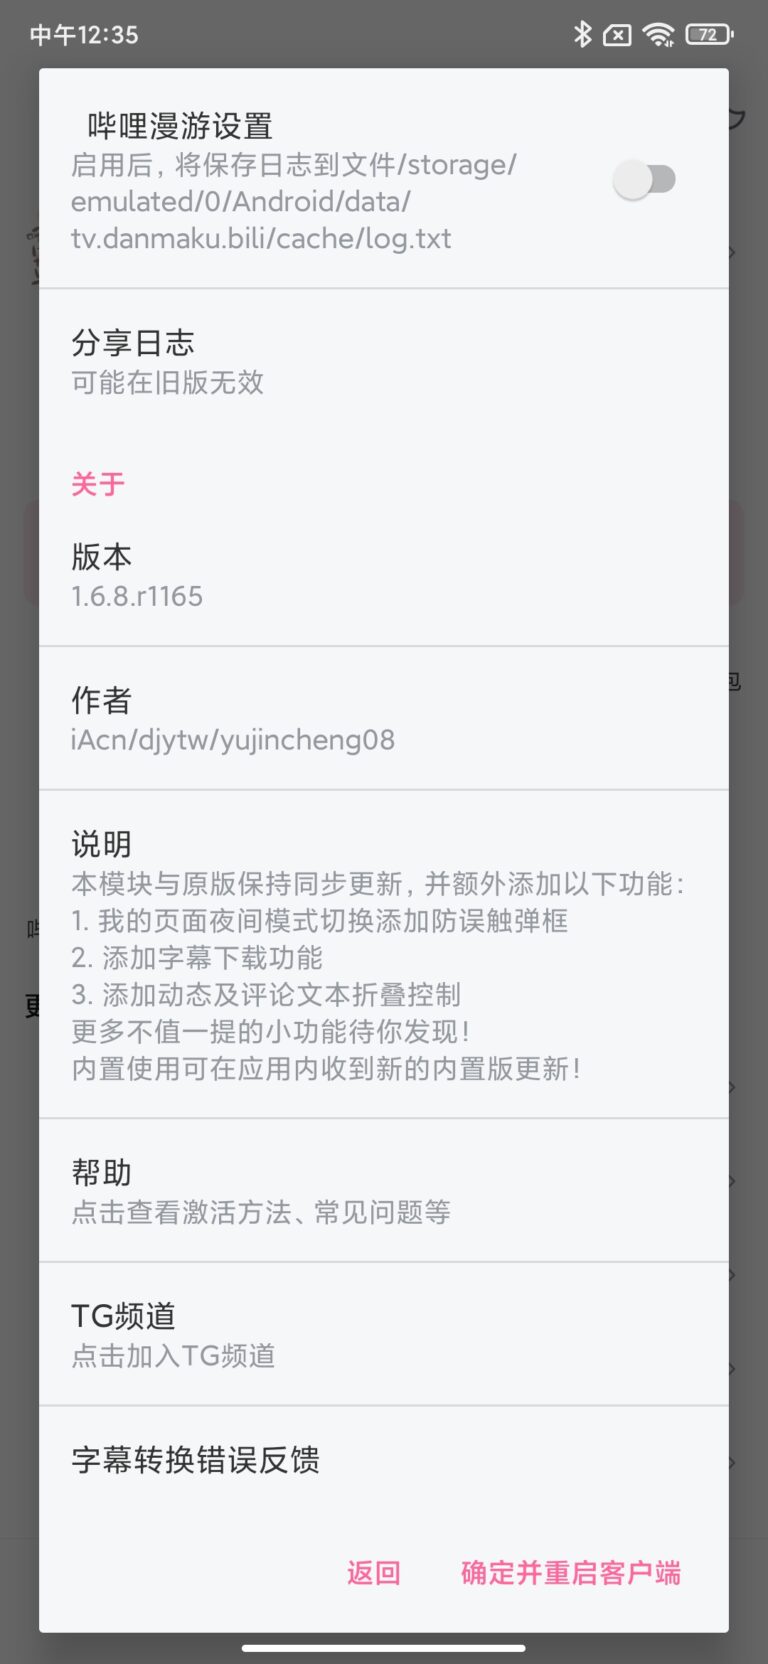 中午12:35
72
哔哩漫游设置
启用后，将保存日志到文件/storage/
emulated/0/Android/data/
tv.danmaku.bili/cache/log.txt
分享日志
可能在旧版无效
关于
版本
1.6.8.r1165
包
作者
iAcn/djytw/yujincheng08
说明
本模块与原版保持同步更新，并额外添加以下功能：
1. 我的页面夜间模式切换添加防误触弹框
哔
2. 添加字幕下载功能
3. 添加动态及评论文本折叠控制
更
更多不值一提的小功能待你发现！
内置使用可在应用内收到新的内置版更新！
帮助
点击查看激活方法、常见问题等
TG频道
点击加入TG频道
字幕转换错误反馈
返回
确定并重启客户端